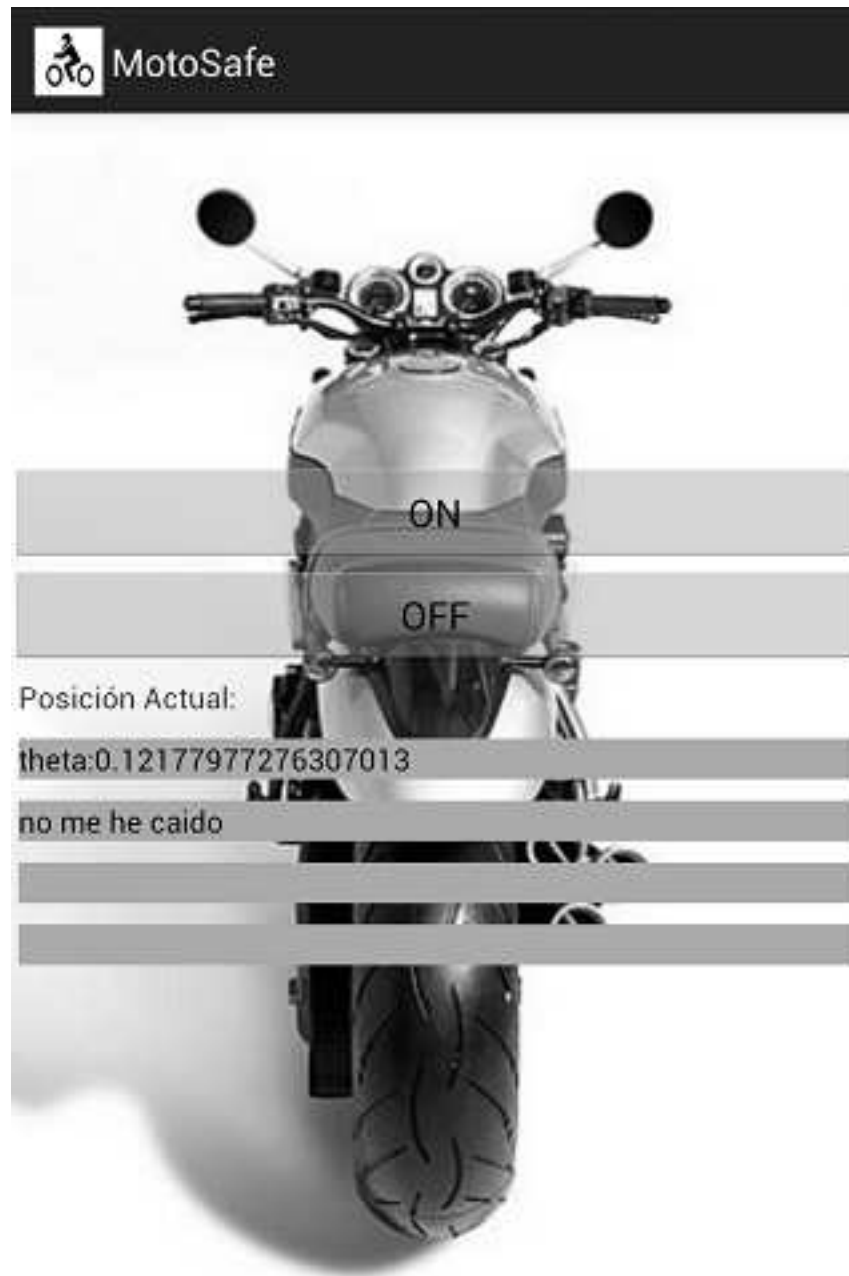 MotoSafe
ON
OFF
Posición Actual:
theta:0.12177977276307013
no me he caido